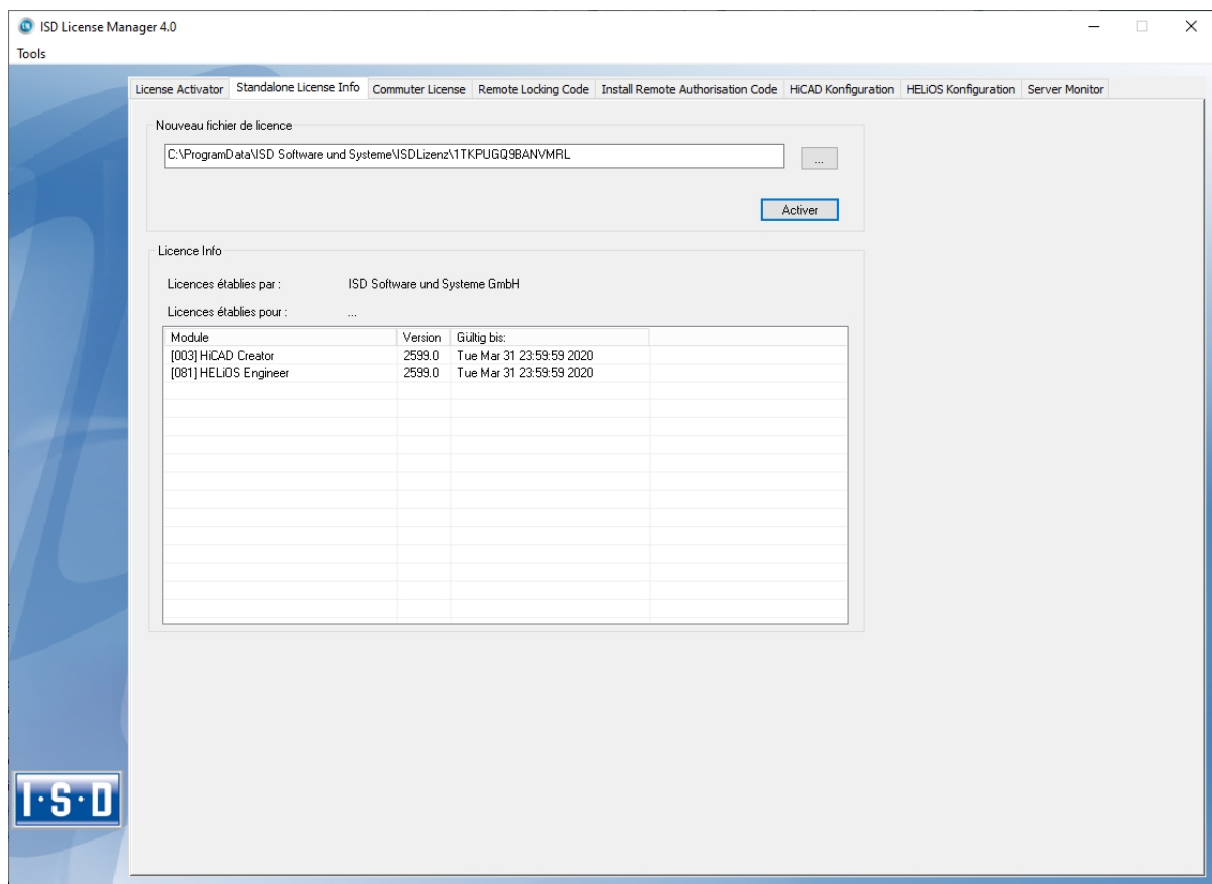 ISD License Manager 4.0
Tools
License Activator Standalone License Info Commuter License Remote Locking Code Install Remote Authorisation Code HiCAD Konfiguration HELiOS Konfiguration Server Monitor
Nouveau fichier de licence
C:\ProgramData\ISD Software und Systeme\ISDLizenz\1TKPUGQ9BANVMRL
...
Activer
Licence Info
Licences établies par : ISD Software und Systeme GmbH
Licences établies pour : ...
Module Version Gültig bis:
[003] HiCAD Creator 2599.0 Tue Mar 31 23:59:59 2020
[081] HELiOS Engineer 2599.0 Tue Mar 31 23:59:59 2020
I·S·D